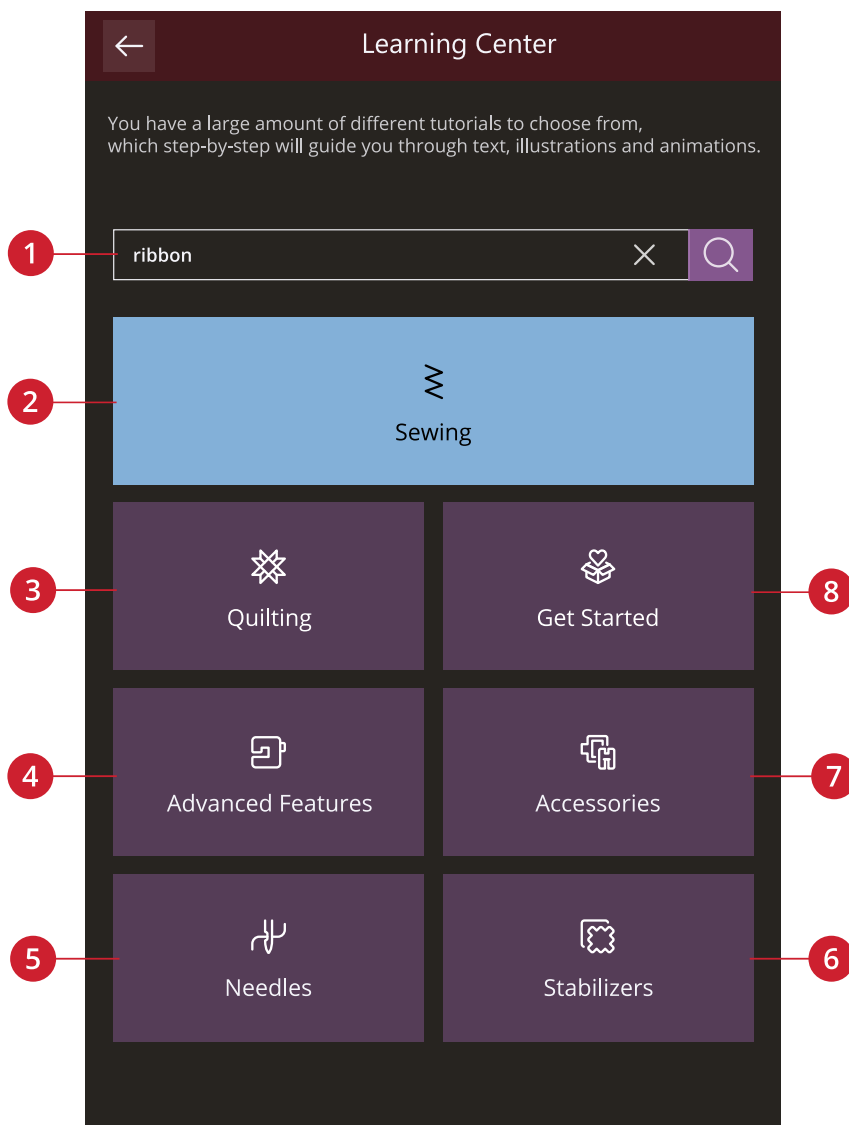 Learning Center
You have a large amount of different tutorials to choose from,
which step-by-step will guide you through text, illustrations and animations.
1
ribbon
2
Sewing
3
Quilting
Get Started
8
4
Advanced Features
Accessories
7
5
Needles
Stabilizers
6